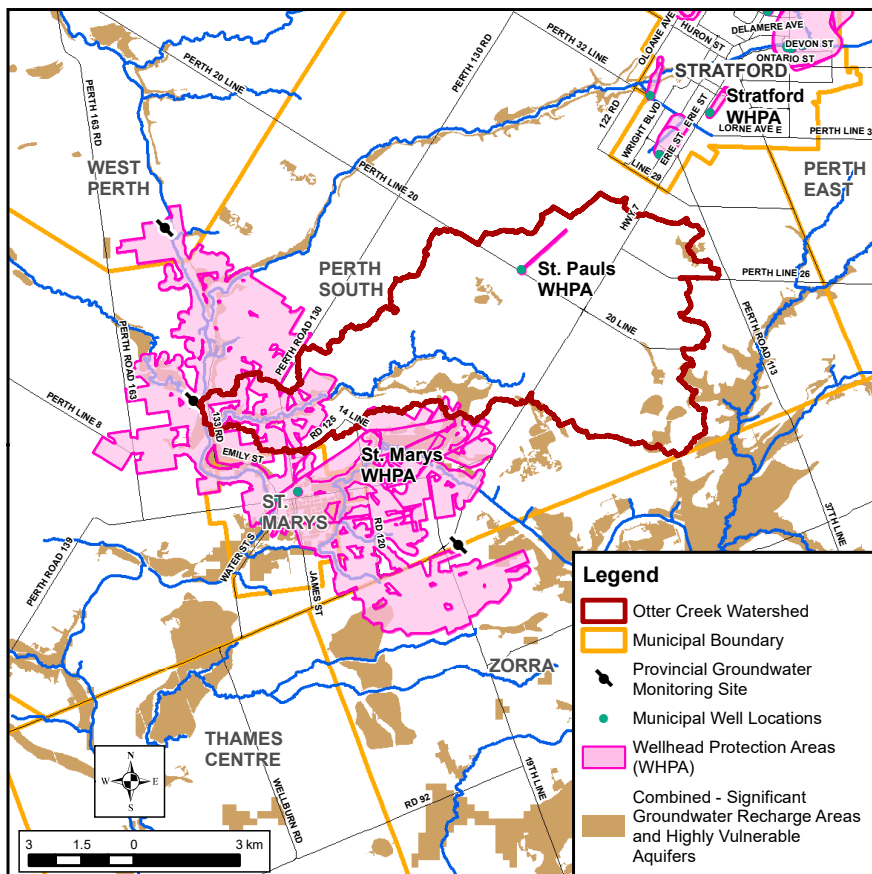 OLOANE AVE
HURON ST
DELAMERE AVE
DEVON ST
ONTARIO ST
PERTH 32 LINE
PERTH 130 RD
STRATFORD
Stratford
WHPA
PERTH 20 LINE
PERTH 163 RD
122 RD
WRIGHT BLVD
ERIE ST
ERIE ST
LORNE AVE E
PERTH LINE 3
LINE 29
WEST
PERTH
PERTH
EAST
PERTH LINE 20
HWY 7
PERTH
SOUTH
St. Pauls
WHPA
PERTH LINE 26
20 LINE
PERTH ROAD 130
PERTH ROAD 113
PERTH ROAD 163
PERTH LINE 8
133 RD
14 LINE
RD 125
EMILY ST
St. Marys
WHPA
ST.
MARYS
RD 120
37TH LINE
PERTH ROAD 139
WATER ST S
JAMES ST
ZORRA
THAMES
CENTRE
WELLBURN RD
RD 92
19TH LINE
N
W
E
S
3
1.5
0
3 km
Legend
Otter Creek Watershed
Municipal Boundary
Provincial Groundwater
Monitoring Site
Municipal Well Locations
Wellhead Protection Areas
(WHPA)
Combined - Significant
Groundwater Recharge Areas
and Highly Vulnerable
Aquifers